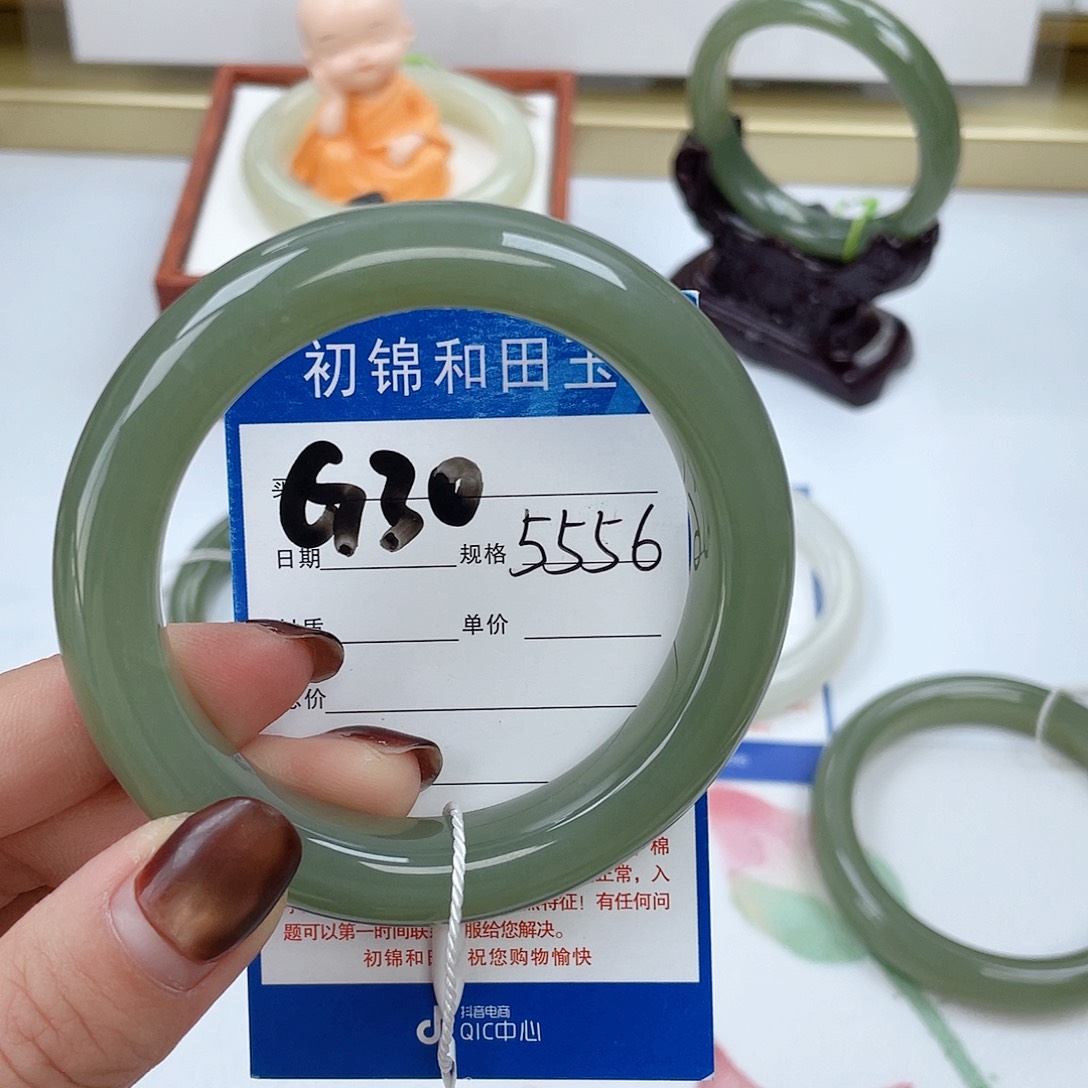 初锦和田玉
G30
日期 规格 5556
单价
价
棉
正常，入
特征！有任何问
题可以第一时间联 服给您解决。
初锦和田 祝您购物愉快
抖音电商
QIC中心